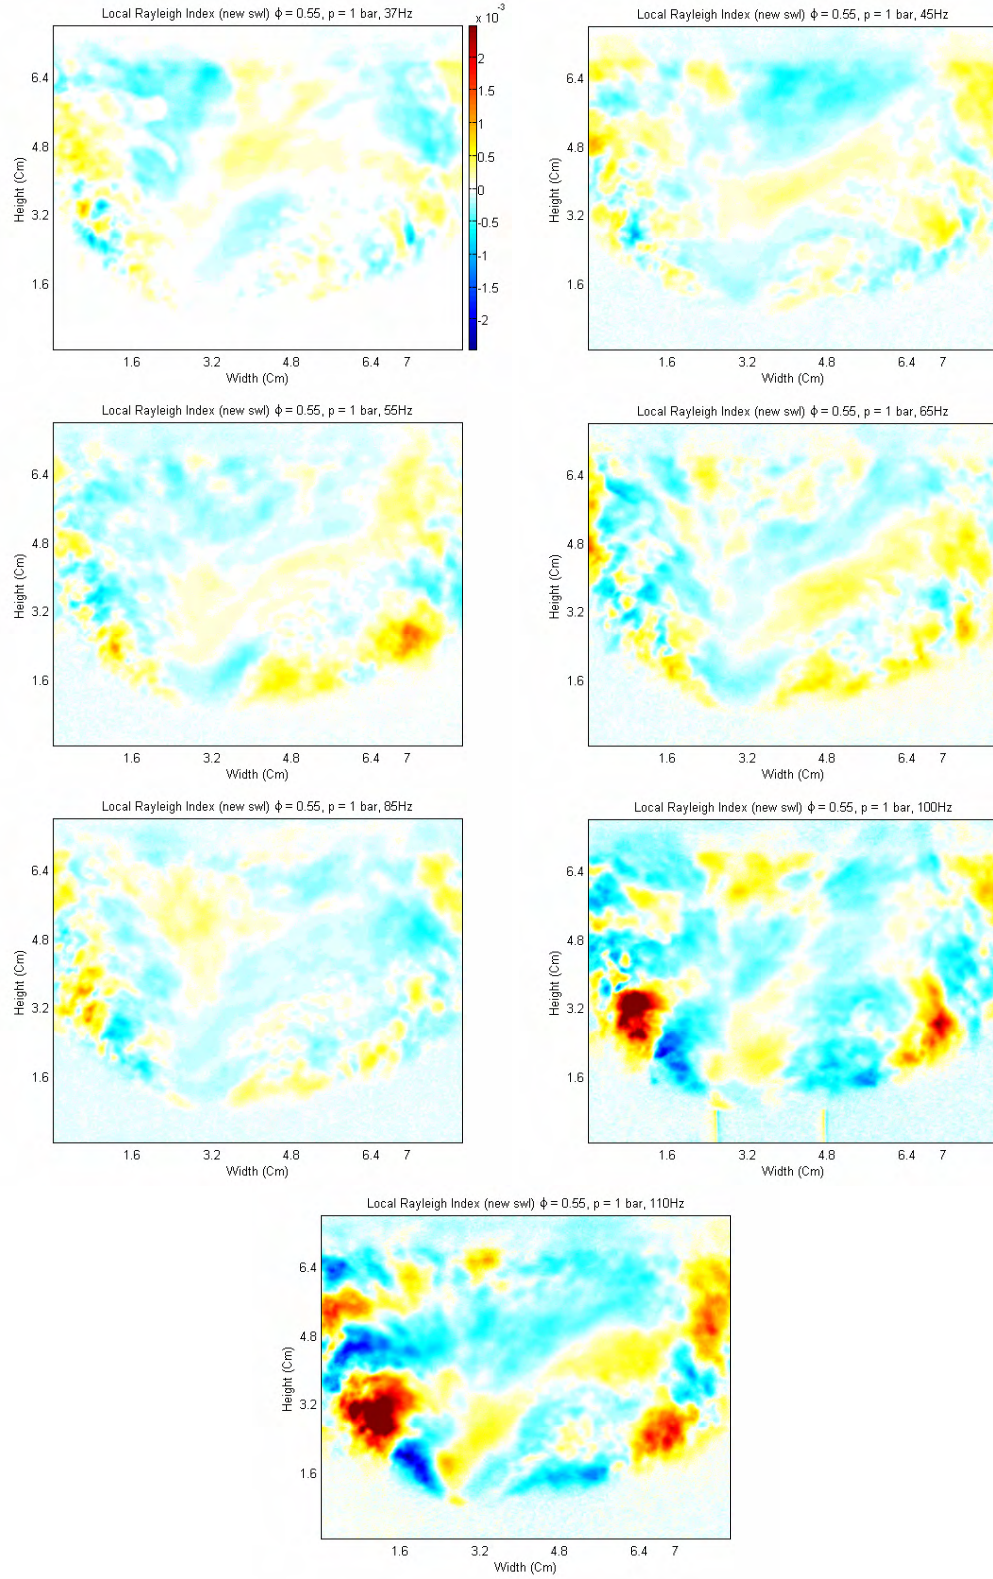 Local Rayleigh Index (new swl) ϕ = 0.55, p = 1 bar, 37Hz
x 10⁻³
2
1.5
1
0.5
0
-0.5
-1
-1.5
-2
Height (Cm)
6.4
4.8
3.2
1.6
1.6 3.2 4.8 6.4 7
Width (Cm)
Local Rayleigh Index (new swl) ϕ = 0.55, p = 1 bar, 45Hz
Height (Cm)
6.4
4.8
3.2
1.6
1.6 3.2 4.8 6.4 7
Width (Cm)
Local Rayleigh Index (new swl) ϕ = 0.55, p = 1 bar, 55Hz
Height (Cm)
6.4
4.8
3.2
1.6
1.6 3.2 4.8 6.4 7
Width (Cm)
Local Rayleigh Index (new swl) ϕ = 0.55, p = 1 bar, 65Hz
Height (Cm)
6.4
4.8
3.2
1.6
1.6 3.2 4.8 6.4 7
Width (Cm)
Local Rayleigh Index (new swl) ϕ = 0.55, p = 1 bar, 85Hz
Height (Cm)
6.4
4.8
3.2
1.6
1.6 3.2 4.8 6.4 7
Width (Cm)
Local Rayleigh Index (new swl) ϕ = 0.55, p = 1 bar, 100Hz
Height (Cm)
6.4
4.8
3.2
1.6
1.6 3.2 4.8 6.4 7
Width (Cm)
Local Rayleigh Index (new swl) ϕ = 0.55, p = 1 bar, 110Hz
Height (Cm)
6.4
4.8
3.2
1.6
1.6 3.2 4.8 6.4 7
Width (Cm)